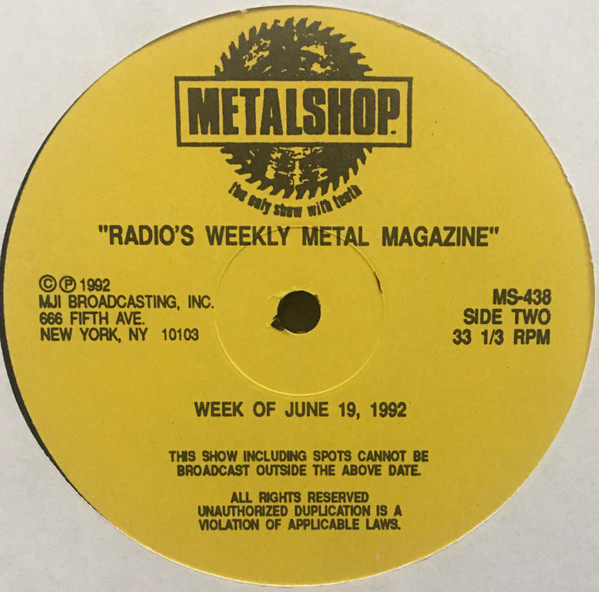 METALSHOP.
the only show with teeth
"RADIO'S WEEKLY METAL MAGAZINE"
© ℗ 1992
MJI BROADCASTING, INC.
666 FIFTH AVE.
NEW YORK, NY 10103
MS-438
SIDE TWO
33 1/3 RPM
WEEK OF JUNE 19, 1992
THIS SHOW INCLUDING SPOTS CANNOT BE
BROADCAST OUTSIDE THE ABOVE DATE.
ALL RIGHTS RESERVED
UNAUTHORIZED DUPLICATION IS A
VIOLATION OF APPLICABLE LAWS.